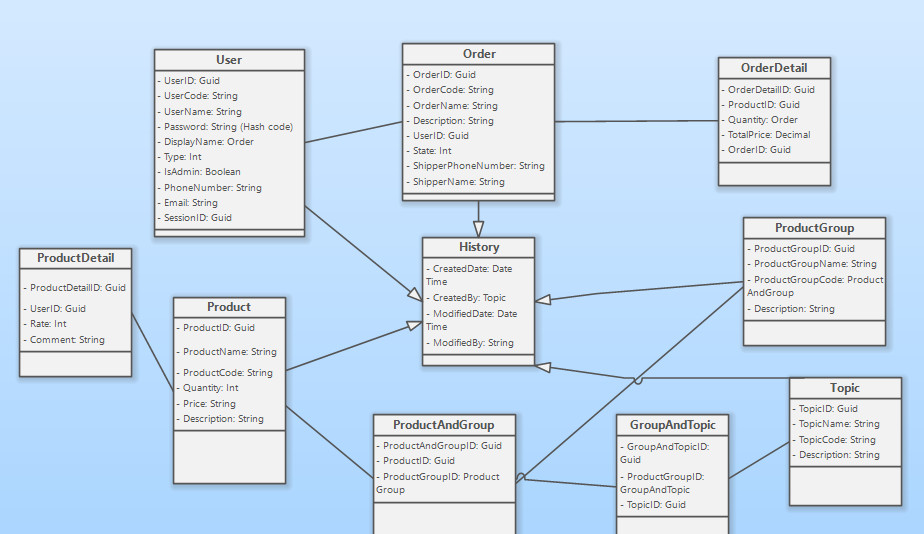 User
- UserID: Guid
- UserCode: String
- UserName: String
- Password: String (Hash code)
- DisplayName: Order
- Type: Int
- IsAdmin: Boolean
- PhoneNumber: String
- Email: String
- SessionID: Guid
Order
- OrderID: Guid
- OrderCode: String
- OrderName: String
- Description: String
- UserID: Guid
- State: Int
- ShipperPhoneNumber: String
- ShipperName: String
OrderDetail
- OrderDetailID: Guid
- ProductID: Guid
- Quantity: Order
- TotalPrice: Decimal
- OrderID: Guid
ProductDetail
- ProductDetailID: Guid
- UserID: Guid
- Rate: Int
- Comment: String
Product
- ProductID: Guid
- ProductName: String
- ProductCode: String
- Quantity: Int
- Price: String
- Description: String
History
- CreatedDate: Date
Time
- CreatedBy: Topic
- ModifiedDate: Date
Time
- ModifiedBy: String
ProductGroup
- ProductGroupID: Guid
- ProductGroupName: String
- ProductGroupCode: Product
AndGroup
- Description: String
ProductAndGroup
- ProductAndGroupID: Guid
- ProductID: Guid
- ProductGroupID: Product
Group
GroupAndTopic
- GroupAndTopicID:
Guid
- ProductGroupID:
GroupAndTopic
- TopicID: Guid
Topic
- TopicID: Guid
- TopicName: String
- TopicCode: String
- Description: String